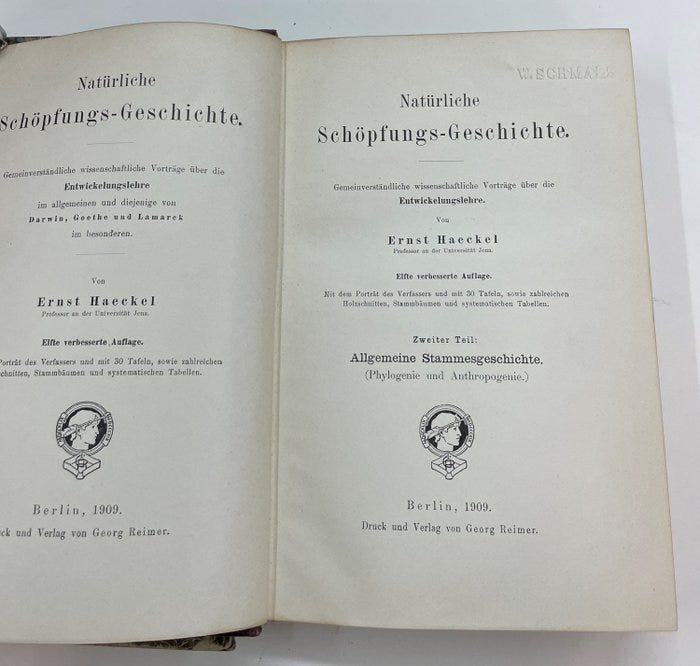 Natürliche
Schöpfungs-Geschichte.
Gemeinverständliche wissenschaftliche Vorträge über die
Entwickelungslehre
im allgemeinen und diejenige von
Darwin, Goethe und Lamarck
im besonderen.
Von
Ernst Haeckel
Professor an der Universität Jena.
Elfte verbesserte Auflage.
Porträt des Verfassers und mit 30 Tafeln, sowie zahlreichen
schnitten, Stammbäumen und systematischen Tabellen.
Berlin, 1909.
und Verlag von Georg Reimer.
W. SCHMALZ
Natürliche
Schöpfungs-Geschichte.
Gemeinverständliche wissenschaftliche Vorträge über die
Entwickelungslehre.
Von
Ernst Haeckel
Professor an der Universität Jena.
Elfte verbesserte Auflage.
Mit dem Porträt des Verfassers und mit 30 Tafeln, sowie zahlreichen
Holzschnitten, Stammbäumen und systematischen Tabellen.
Zweiter Teil:
Allgemeine Stammesgeschichte.
(Phylogenie und Anthropogenie.)
Berlin, 1909.
Druck und Verlag von Georg Reimer.